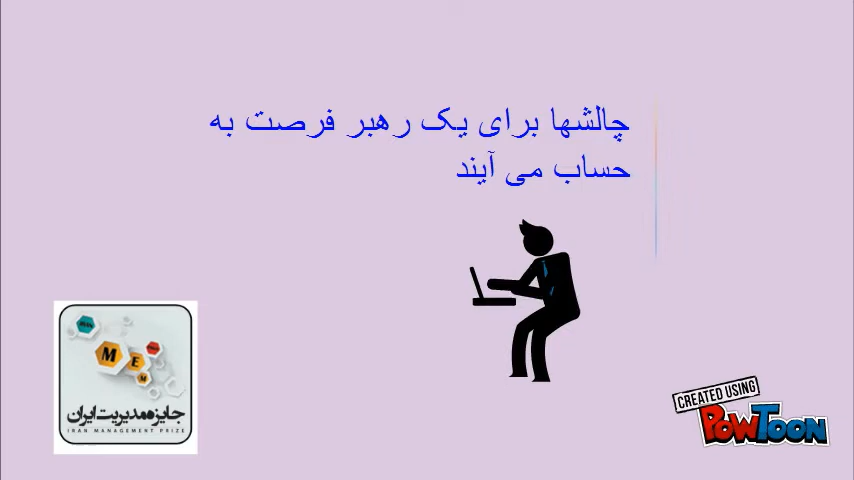 چالشها برای یک رهبر فرصت به
حساب می آیند
M
E
M
جایزه مدیریت ایران
IRAN MANAGEMENT PRIZE
CREATED USING
POWTOON